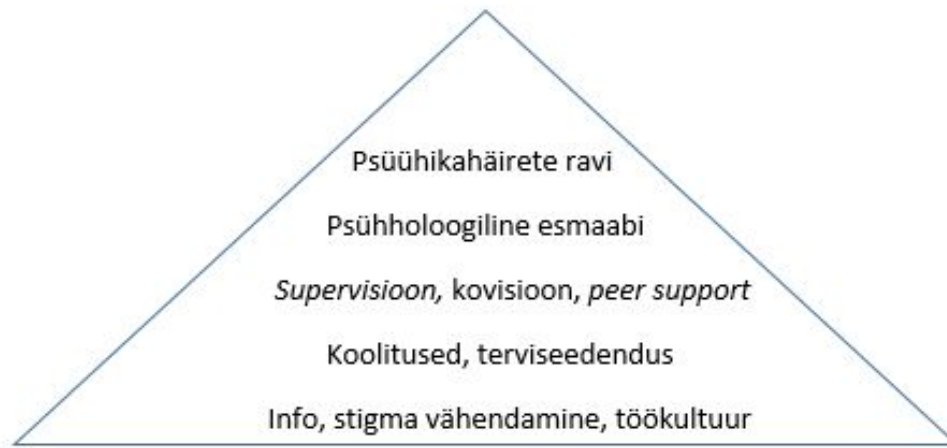 Psüühikahäirete ravi
Psühholoogiline esmaabi
Supervisioon, kovisioon, peer support
Koolitused, terviseedendus
Info, stigma vähendamine, töökultuur